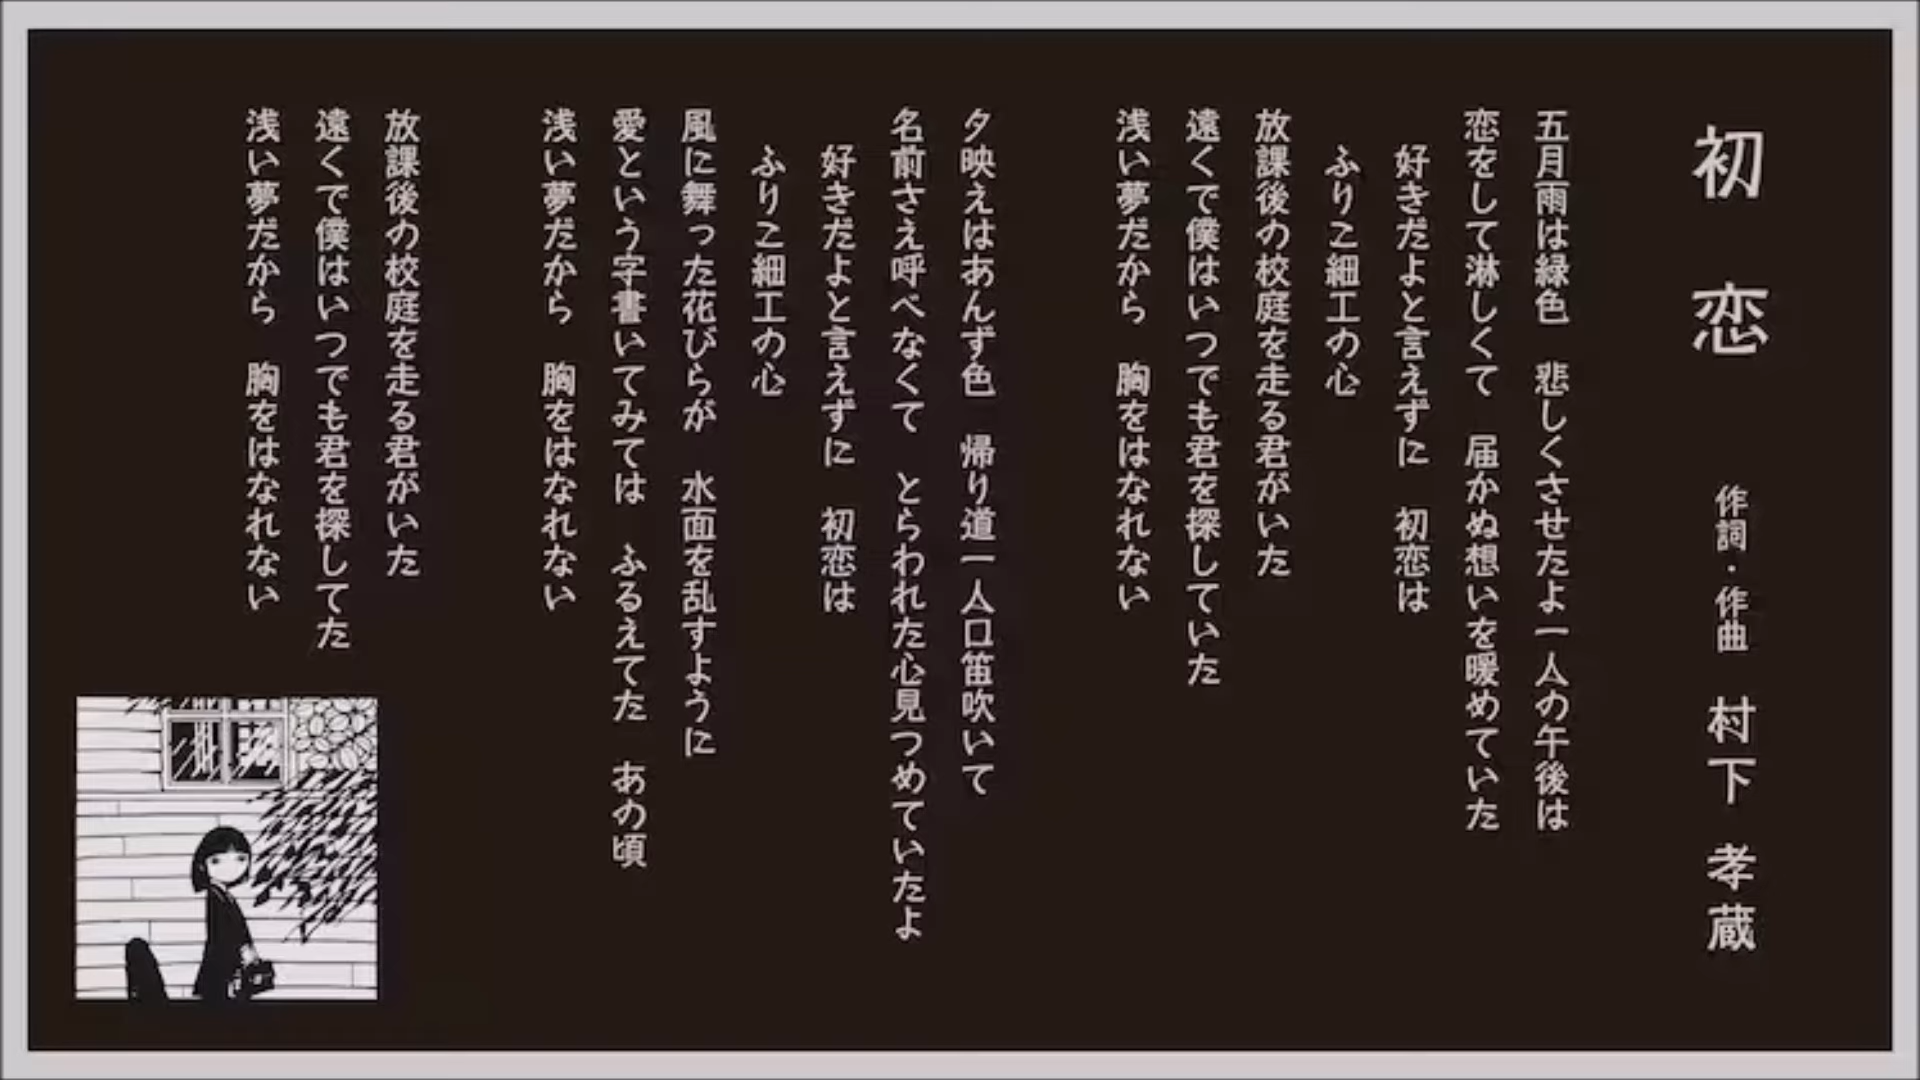 初恋
作詞・作曲 村下 孝蔵
五月雨は緑色 悲しくさせたよ一人の午後は
恋をして淋しくて 届かぬ想いを暖めていた
好きだよと言えずに 初恋は
ふりこ細工の心
放課後の校庭を走る君がいた
遠くで僕はいつでも君を探していた
浅い夢だから 胸をはなれない
夕映えはあんず色 帰り道一人口笛吹いて
名前さえ呼べなくて とらわれた心見つめていたよ
好きだよと言えずに 初恋は
ふりこ細工の心
風に舞った花びらが 水面を乱すように
愛という字書いてみては ふるえてた あの頃
浅い夢だから 胸をはなれない
放課後の校庭を走る君がいた
遠くで僕はいつでも君を探してた
浅い夢だから 胸をはなれない